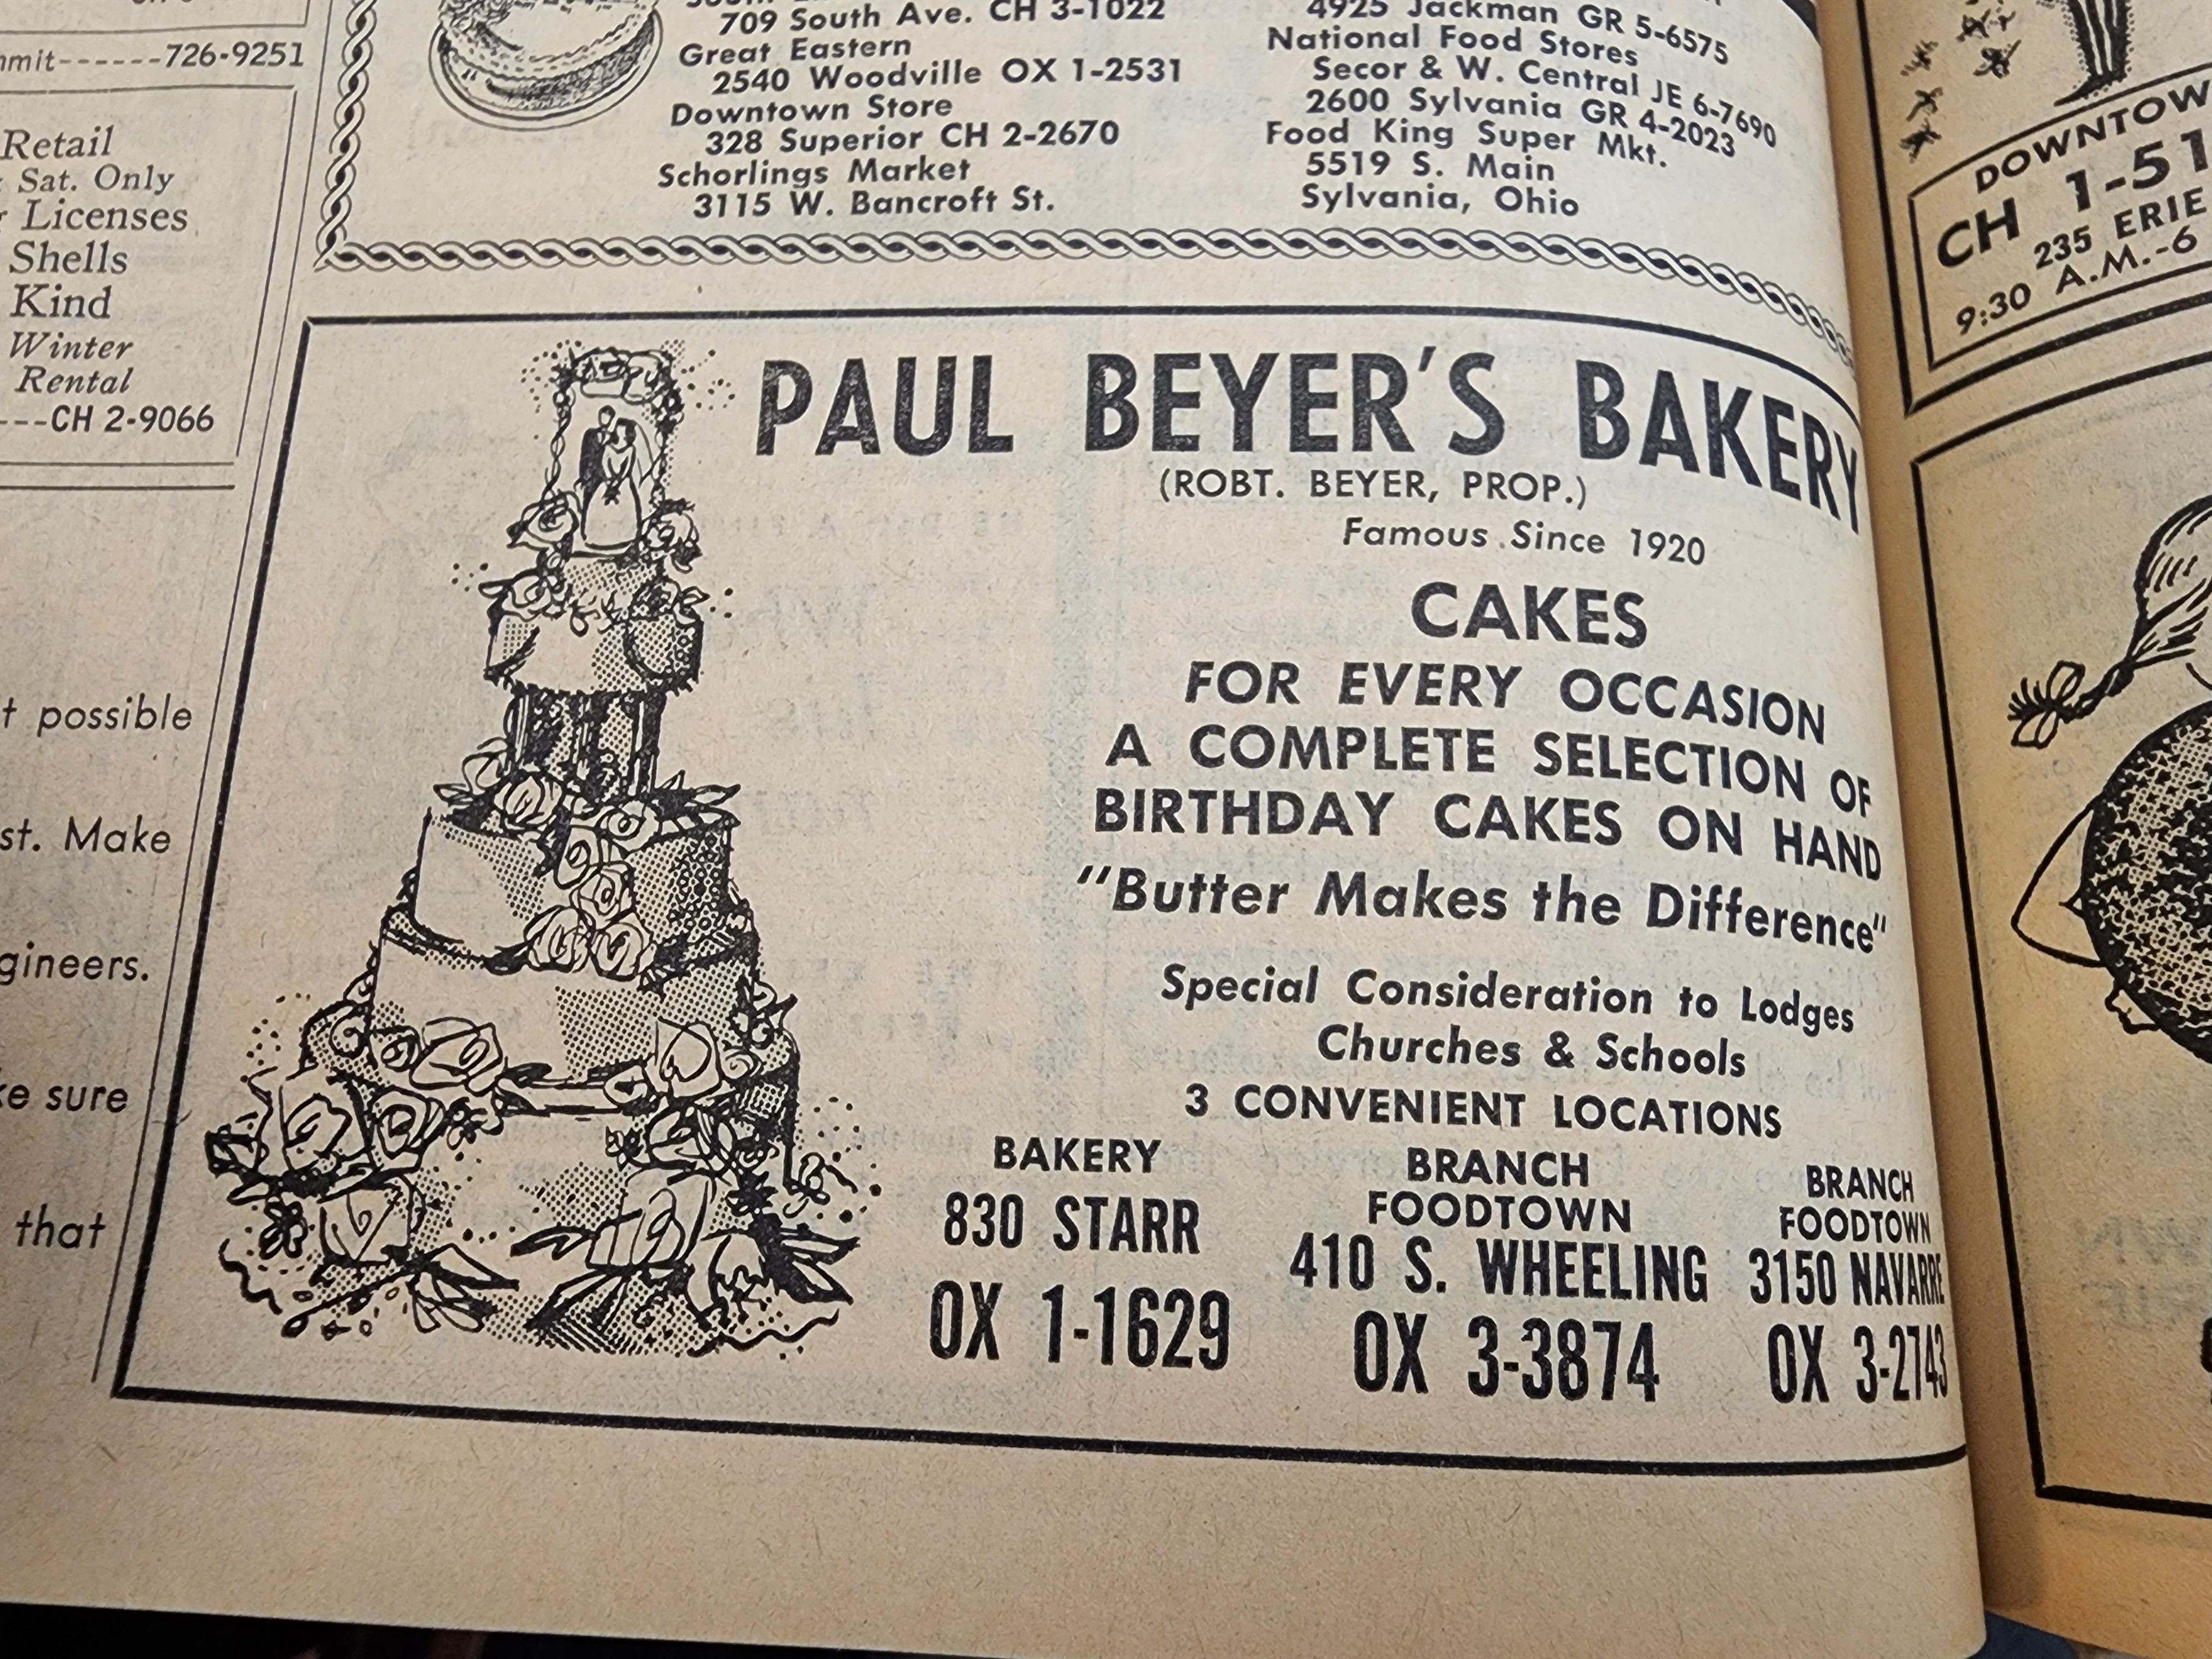 726-9251
Retail
Sat. Only
Licenses
Shells
Kind
Winter
Rental
CH 2-9066
possible
st. Make
gineers.
sure
that
709 South Ave. CH 3-1022
Great Eastern
2540 Woodville OX 1-2531
Downtown Store
328 Superior CH 2-2670
Schorlings Market
3115 W. Bancroft St.
4925 Jackman GR 5-6575
National Food Stores
Secor & W. Central JE 6-7690
2600 Sylvania GR 4-2023
Food King Super Mkt.
5519 S. Main
Sylvania, Ohio
PAUL BEYER'S BAKERY
(ROBT. BEYER, PROP.)
Famous Since 1920
CAKES
FOR EVERY OCCASION
A COMPLETE SELECTION OF
BIRTHDAY CAKES ON HAND
"Butter Makes the Difference"
Special Consideration to Lodges
Churches & Schools
3 CONVENIENT LOCATIONS
BAKERY
830 STARR
OX 1-1629
BRANCH
FOODTOWN
410 S. WHEELING
OX 3-3874
BRANCH
FOODTOWN
3150 NAVARRE
OX 3-2743
DOWNTOW
CH 1-51
235 ERIE
9:30 A.M.-6